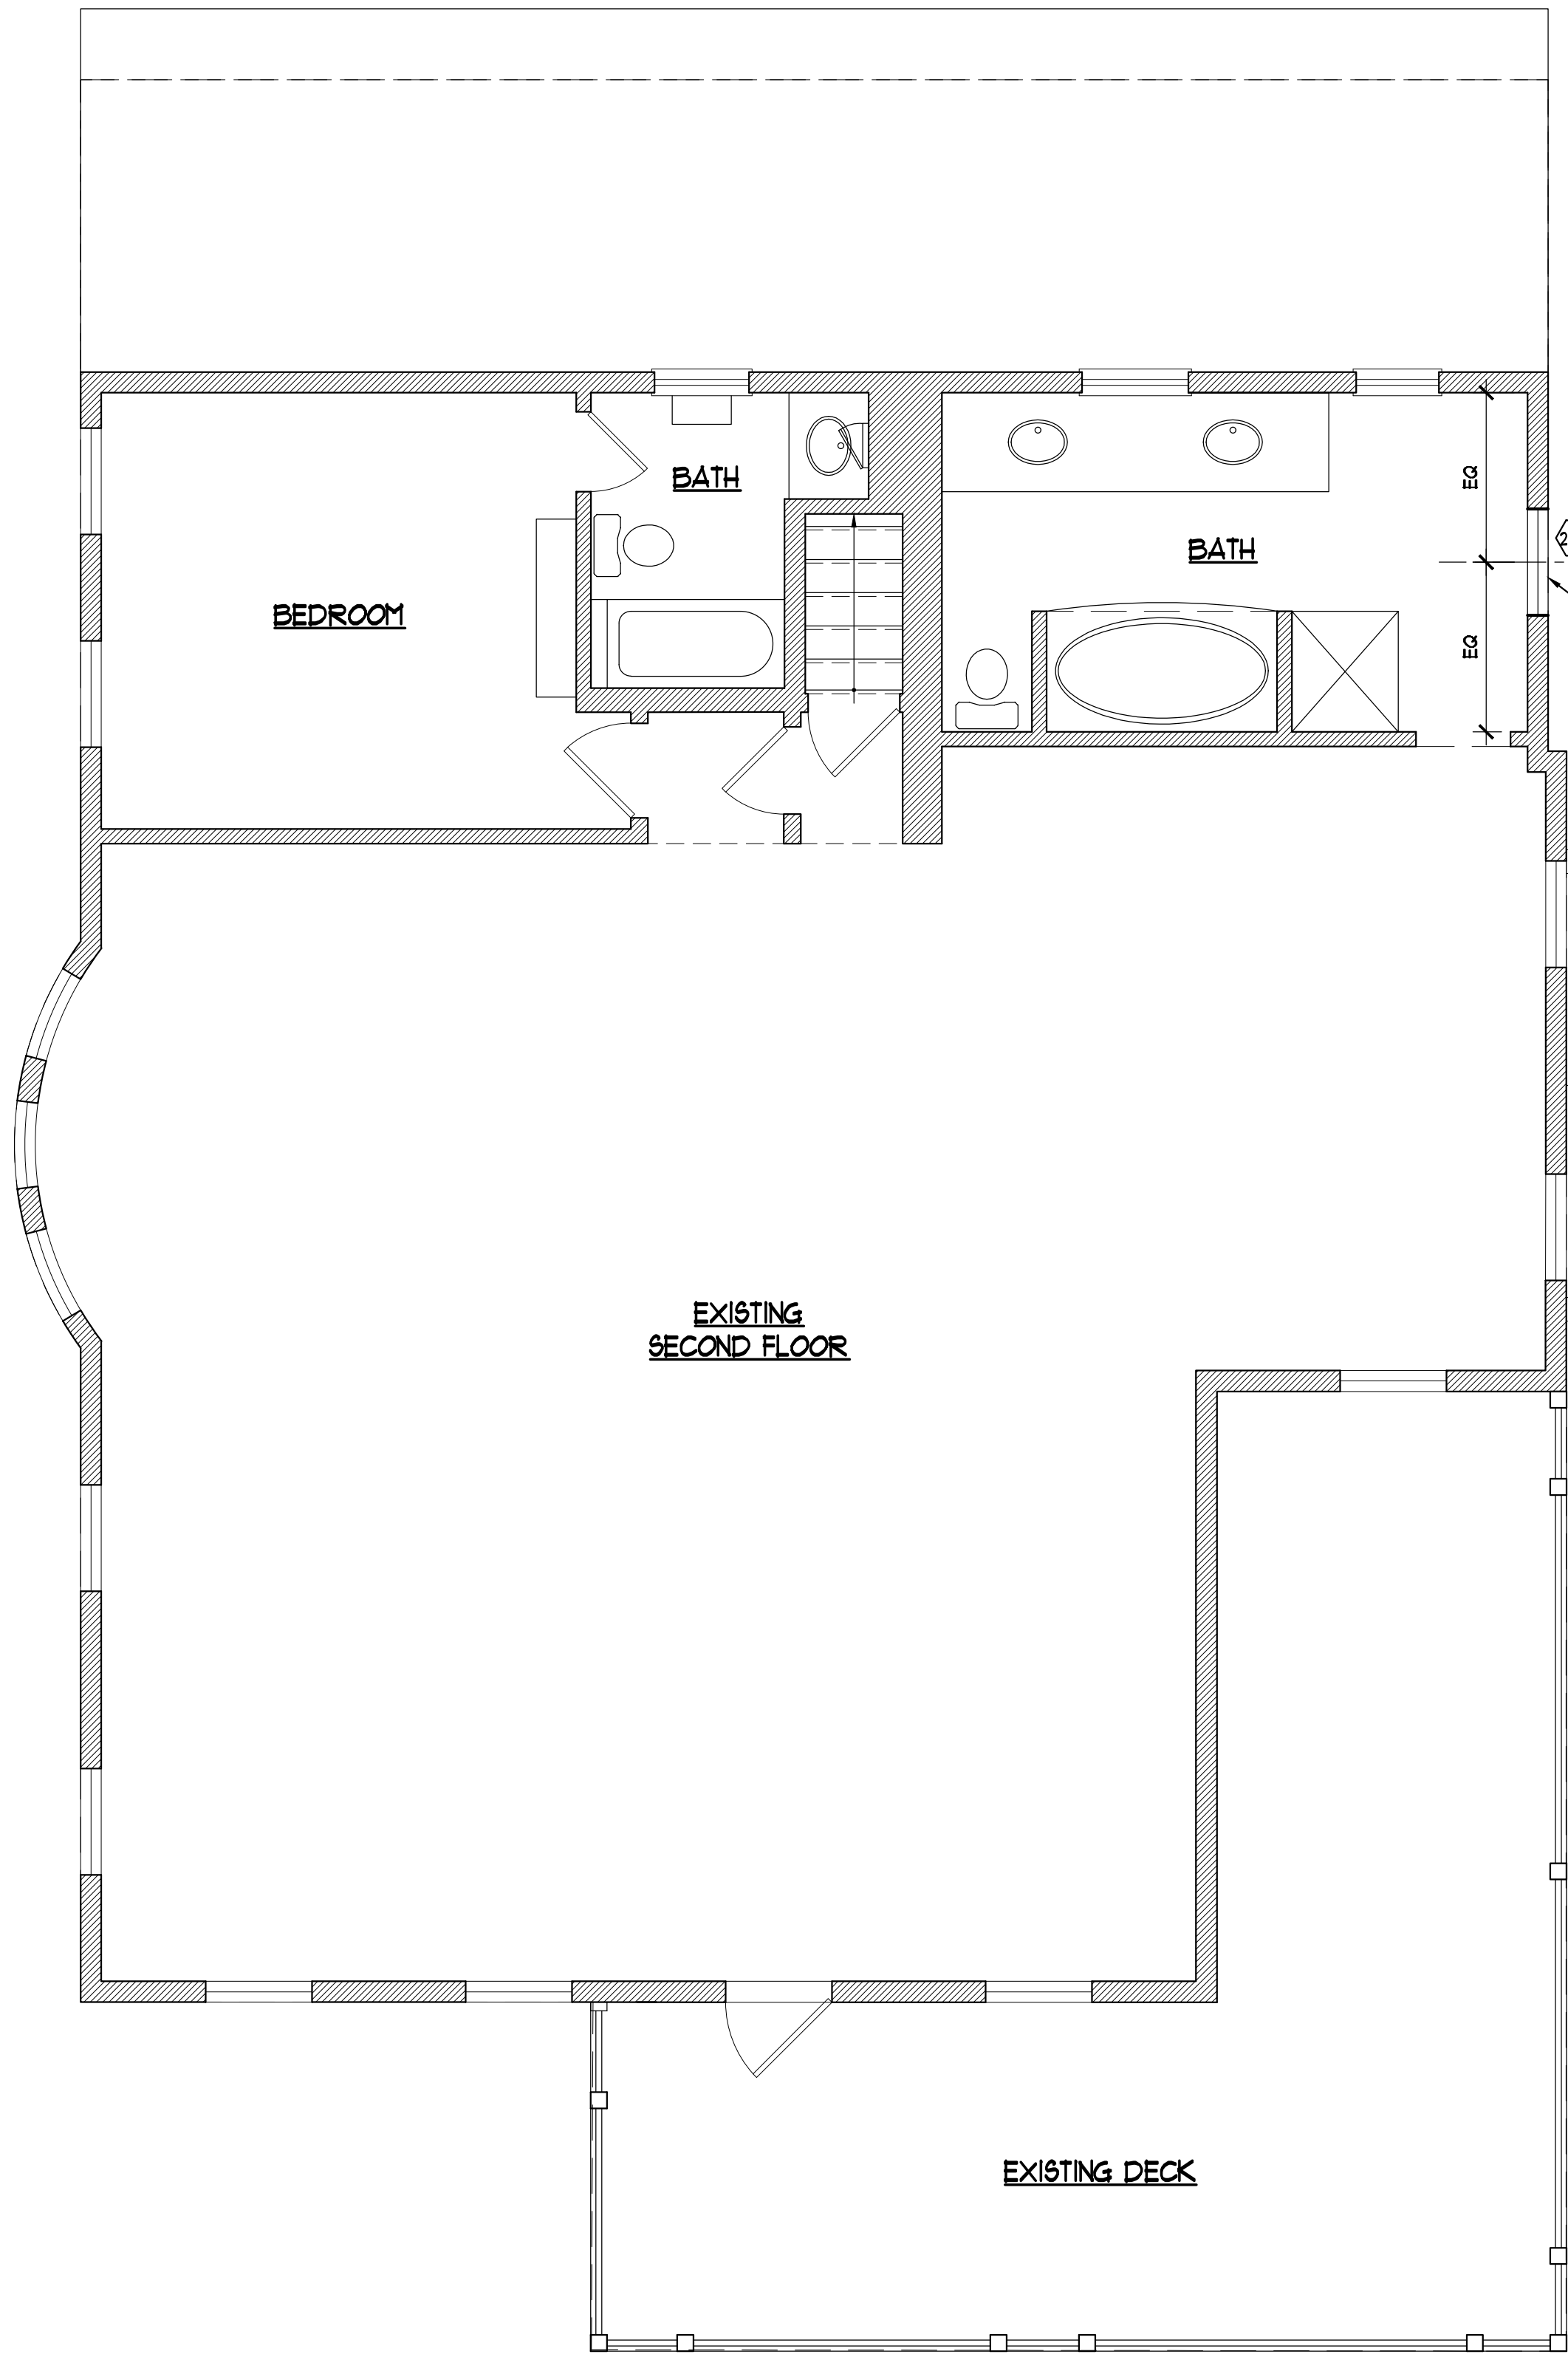 BATH
EQ
BATH
BEDROOM
EQ
EXISTING
SECOND FLOOR
EXISTING DECK